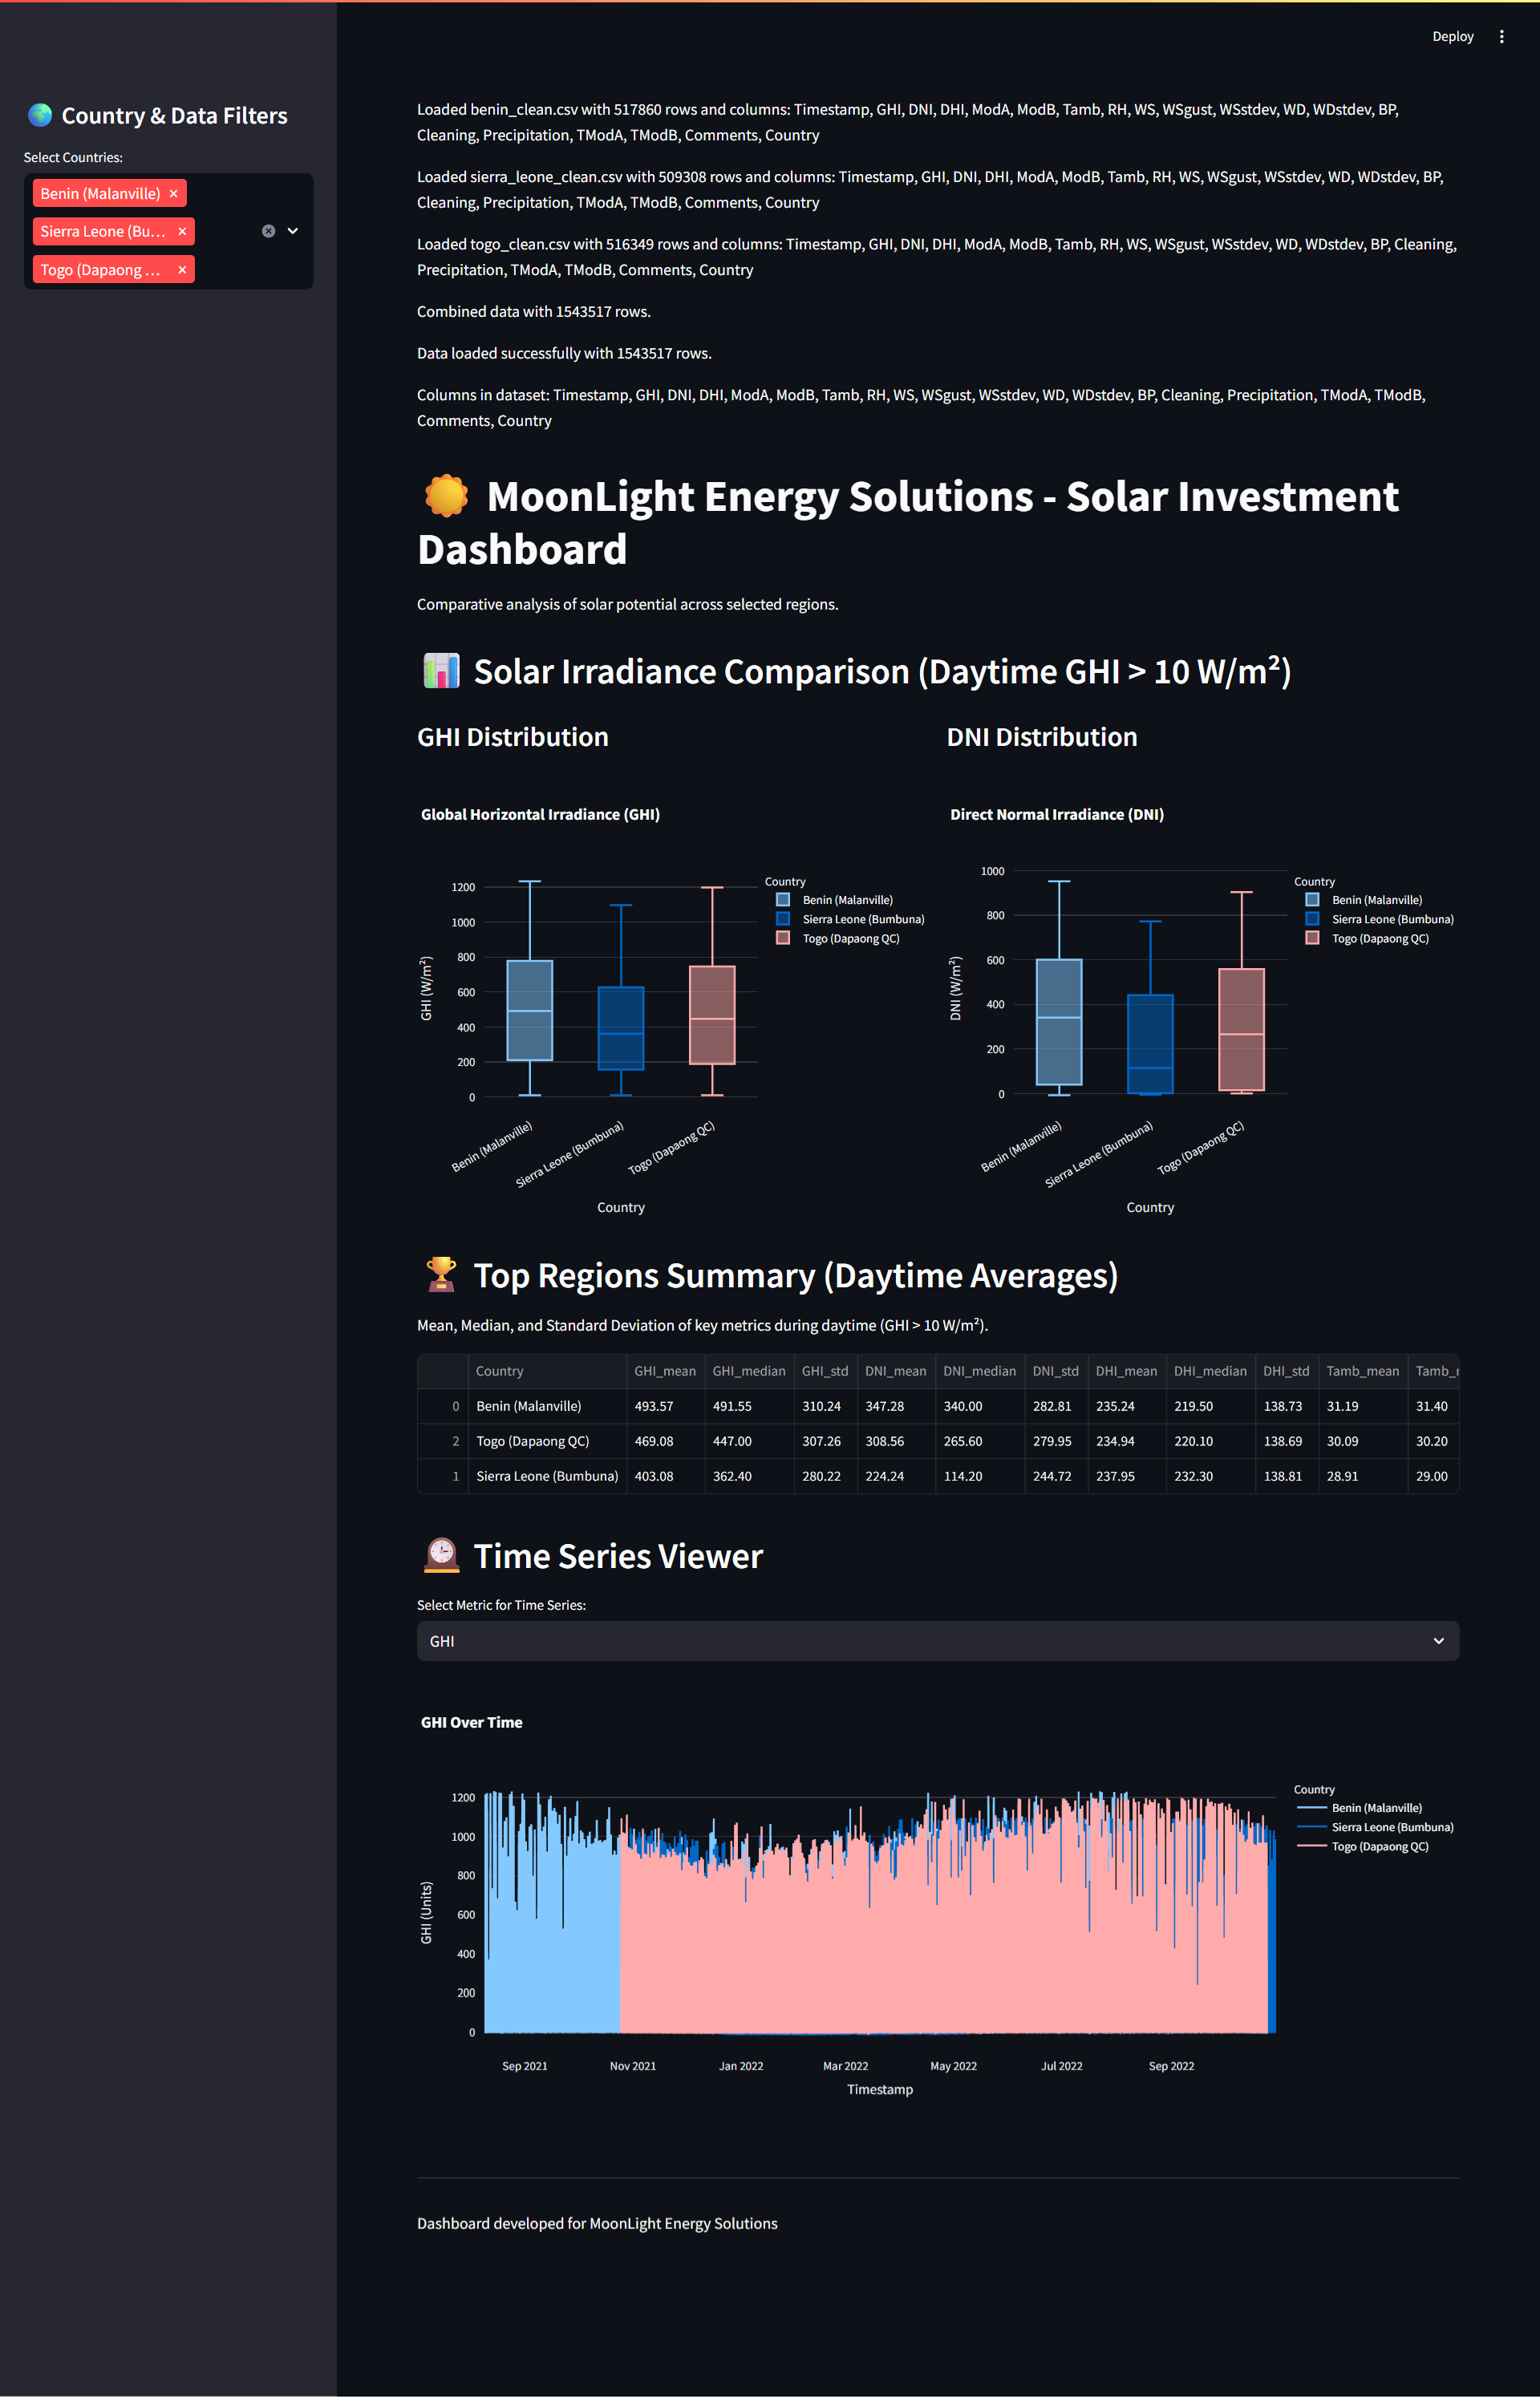 Deploy
Country & Data Filters
Select Countries:
Benin (Malanville)
Sierra Leone (Bu...
Togo (Dapaong ...
Loaded benin_clean.csv with 517860 rows and columns: Timestamp, GHI, DNI, DHI, ModA, ModB, Tamb, RH, WS, WSgust, WSstdev, WD, WDstdev, BP,
Cleaning, Precipitation, TModA, TModB, Comments, Country
Loaded sierra_leone_clean.csv with 509308 rows and columns: Timestamp, GHI, DNI, DHI, ModA, ModB, Tamb, RH, WS, WSgust, WSstdev, WD, WDstdev, BP,
Cleaning, Precipitation, TModA, TModB, Comments, Country
Loaded togo_clean.csv with 516349 rows and columns: Timestamp, GHI, DNI, DHI, ModA, ModB, Tamb, RH, WS, WSgust, WSstdev, WD, WDstdev, BP, Cleaning,
Precipitation, TModA, TModB, Comments, Country
Combined data with 1543517 rows.
Data loaded successfully with 1543517 rows.
Columns in dataset: Timestamp, GHI, DNI, DHI, ModA, ModB, Tamb, RH, WS, WSgust, WSstdev, WD, WDstdev, BP, Cleaning, Precipitation, TModA, TModB,
Comments, Country
MoonLight Energy Solutions - Solar Investment
Dashboard
Comparative analysis of solar potential across selected regions.
Solar Irradiance Comparison (Daytime GHI > 10 W/m²)
GHI Distribution
Global Horizontal Irradiance (GHI)
GHI (W/m²)
1200
1000
800
600
400
200
0
Benin (Malanville)
Sierra Leone (Bumbuna)
Togo (Dapaong QC)
Country
Country
Benin (Malanville)
Sierra Leone (Bumbuna)
Togo (Dapaong QC)
DNI Distribution
Direct Normal Irradiance (DNI)
DNI (W/m²)
1000
800
600
400
200
0
Benin (Malanville)
Sierra Leone (Bumbuna)
Togo (Dapaong QC)
Country
Country
Benin (Malanville)
Sierra Leone (Bumbuna)
Togo (Dapaong QC)
Top Regions Summary (Daytime Averages)
Mean, Median, and Standard Deviation of key metrics during daytime (GHI > 10 W/m²).
Country GHI_mean GHI_median GHI_std DNI_mean DNI_median DNI_std DHI_mean DHI_median DHI_std Tamb_mean Tamb_
0 Benin (Malanville) 493.57 491.55 310.24 347.28 340.00 282.81 235.24 219.50 138.73 31.19 31.40
2 Togo (Dapaong QC) 469.08 447.00 307.26 308.56 265.60 279.95 234.94 220.10 138.69 30.09 30.20
1 Sierra Leone (Bumbuna) 403.08 362.40 280.22 224.24 114.20 244.72 237.95 232.30 138.81 28.91 29.00
Time Series Viewer
Select Metric for Time Series:
GHI
GHI Over Time
GHI (Units)
1200
1000
800
600
400
200
0
Sep 2021
Nov 2021
Jan 2022
Mar 2022
May 2022
Jul 2022
Sep 2022
Timestamp
Country
Benin (Malanville)
Sierra Leone (Bumbuna)
Togo (Dapaong QC)
Dashboard developed for MoonLight Energy Solutions